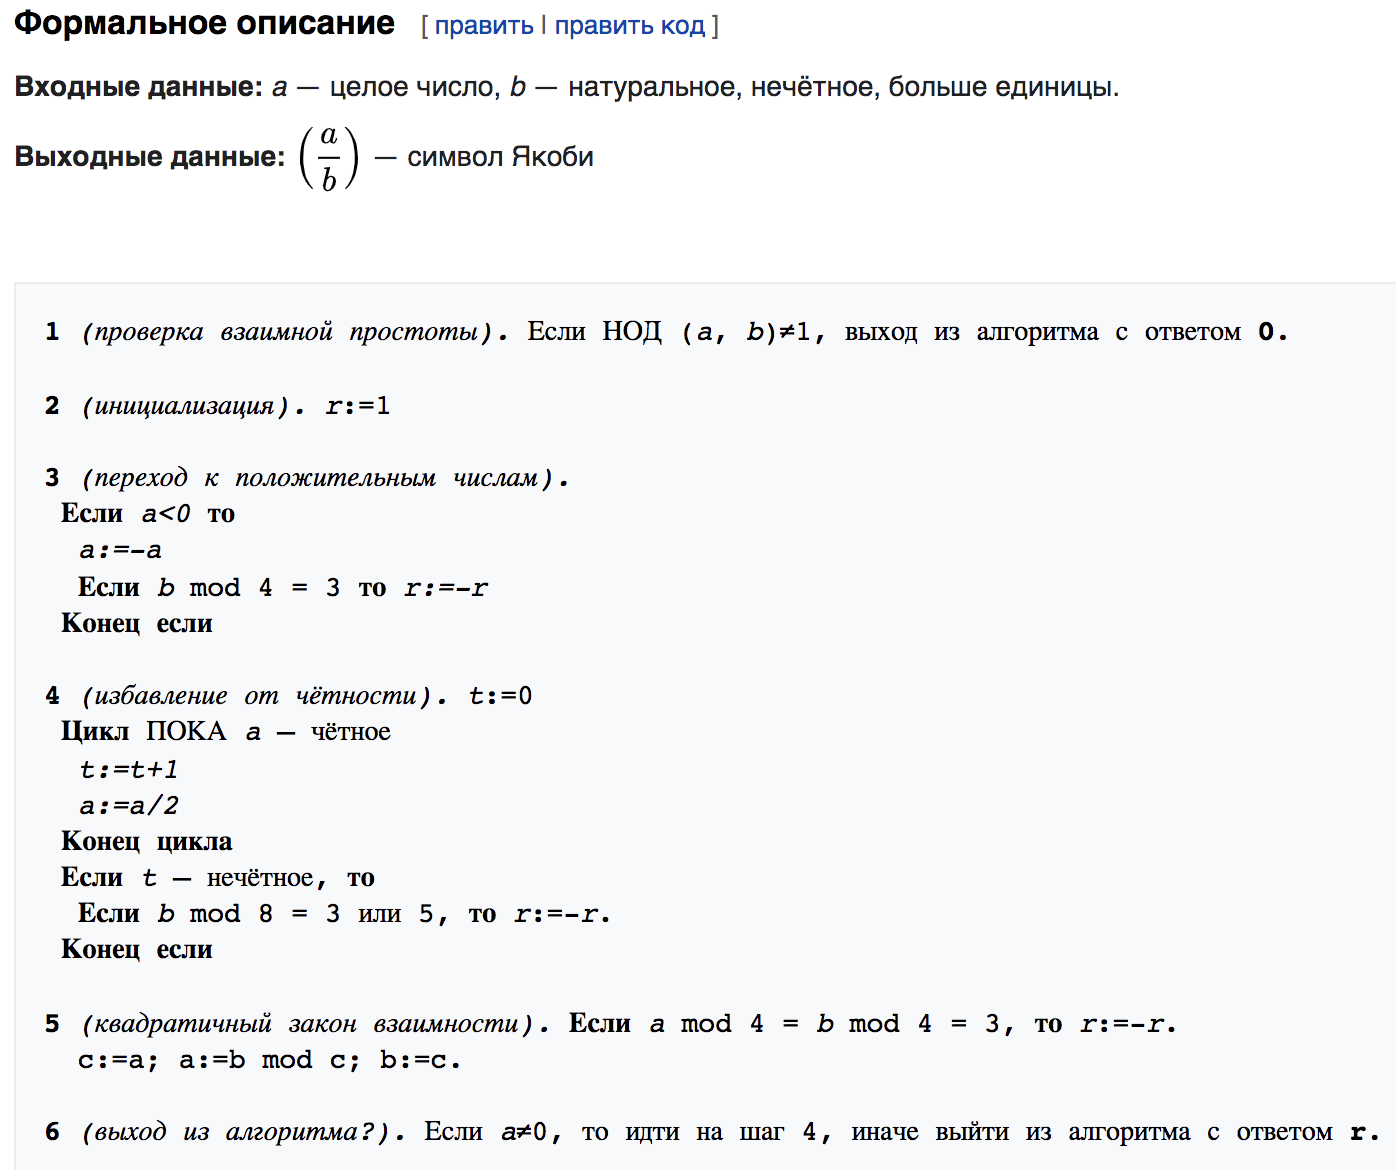 Формальное описание [ править | править код ]
Входные данные: a — целое число, b — натуральное, нечётное, больше единицы.
Выходные данные: (a/b) — символ Якоби
1 (проверка взаимной простоты). Если НОД (a, b)≠1, выход из алгоритма с ответом 0.
2 (инициализация). r:=1
3 (переход к положительным числам).
Если a<0 то
a:=-a
Если b mod 4 = 3 то r:=-r
Конец если
4 (избавление от чётности). t:=0
Цикл ПОКА a — чётное
t:=t+1
a:=a/2
Конец цикла
Если t — нечётное, то
Если b mod 8 = 3 или 5, то r:=-r.
Конец если
5 (квадратичный закон взаимности). Если a mod 4 = b mod 4 = 3, то r:=-r.
c:=a; a:=b mod c; b:=c.
6 (выход из алгоритма?). Если a≠0, то идти на шаг 4, иначе выйти из алгоритма с ответом r.